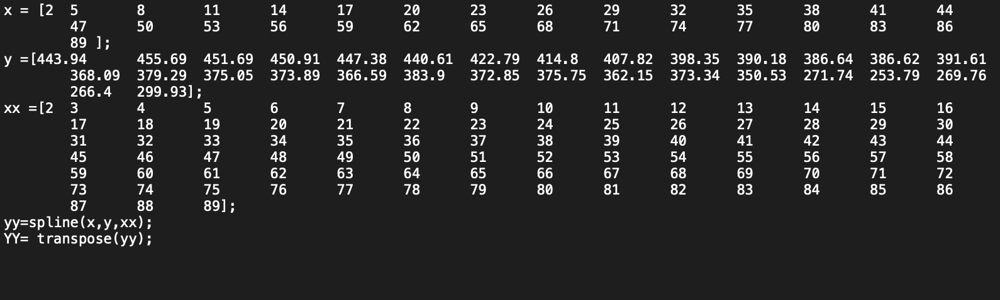 x = [2 5 8 11 14 17 20 23 26 29 32 35 38 41 44
47 50 53 56 59 62 65 68 71 74 77 80 83 86
89 ];
y =[443.94 455.69 451.69 450.91 447.38 440.61 422.79 414.8 407.82 398.35 390.18 386.64 386.62 391.61
368.09 379.29 375.05 373.89 366.59 383.9 372.85 375.75 362.15 373.34 350.53 271.74 253.79 269.76
266.4 299.93];
xx =[2 3 4 5 6 7 8 9 10 11 12 13 14 15 16
17 18 19 20 21 22 23 24 25 26 27 28 29 30
31 32 33 34 35 36 37 38 39 40 41 42 43 44
45 46 47 48 49 50 51 52 53 54 55 56 57 58
59 60 61 62 63 64 65 66 67 68 69 70 71 72
73 74 75 76 77 78 79 80 81 82 83 84 85 86
87 88 89];
yy=spline(x,y,xx);
YY= transpose(yy);